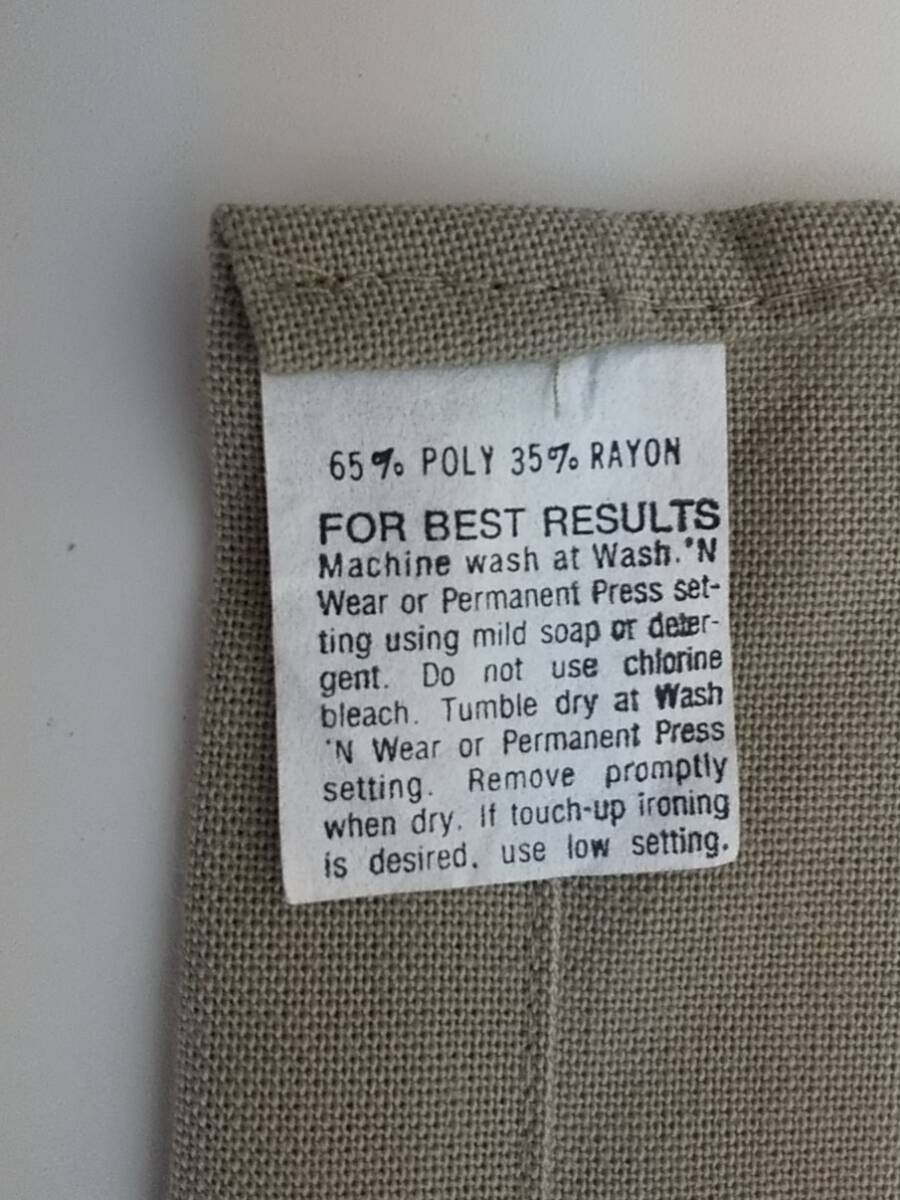 65% POLY 35% RAYON
FOR BEST RESULTS
Machine wash at Wash.'N
Wear or Permanent Press set-
ting using mild soap or deter-
gent. Do not use chlorine
bleach. Tumble dry at Wash
'N Wear or Permanent Press
setting. Remove promptly
when dry. If touch-up ironing
is desired, use low setting.